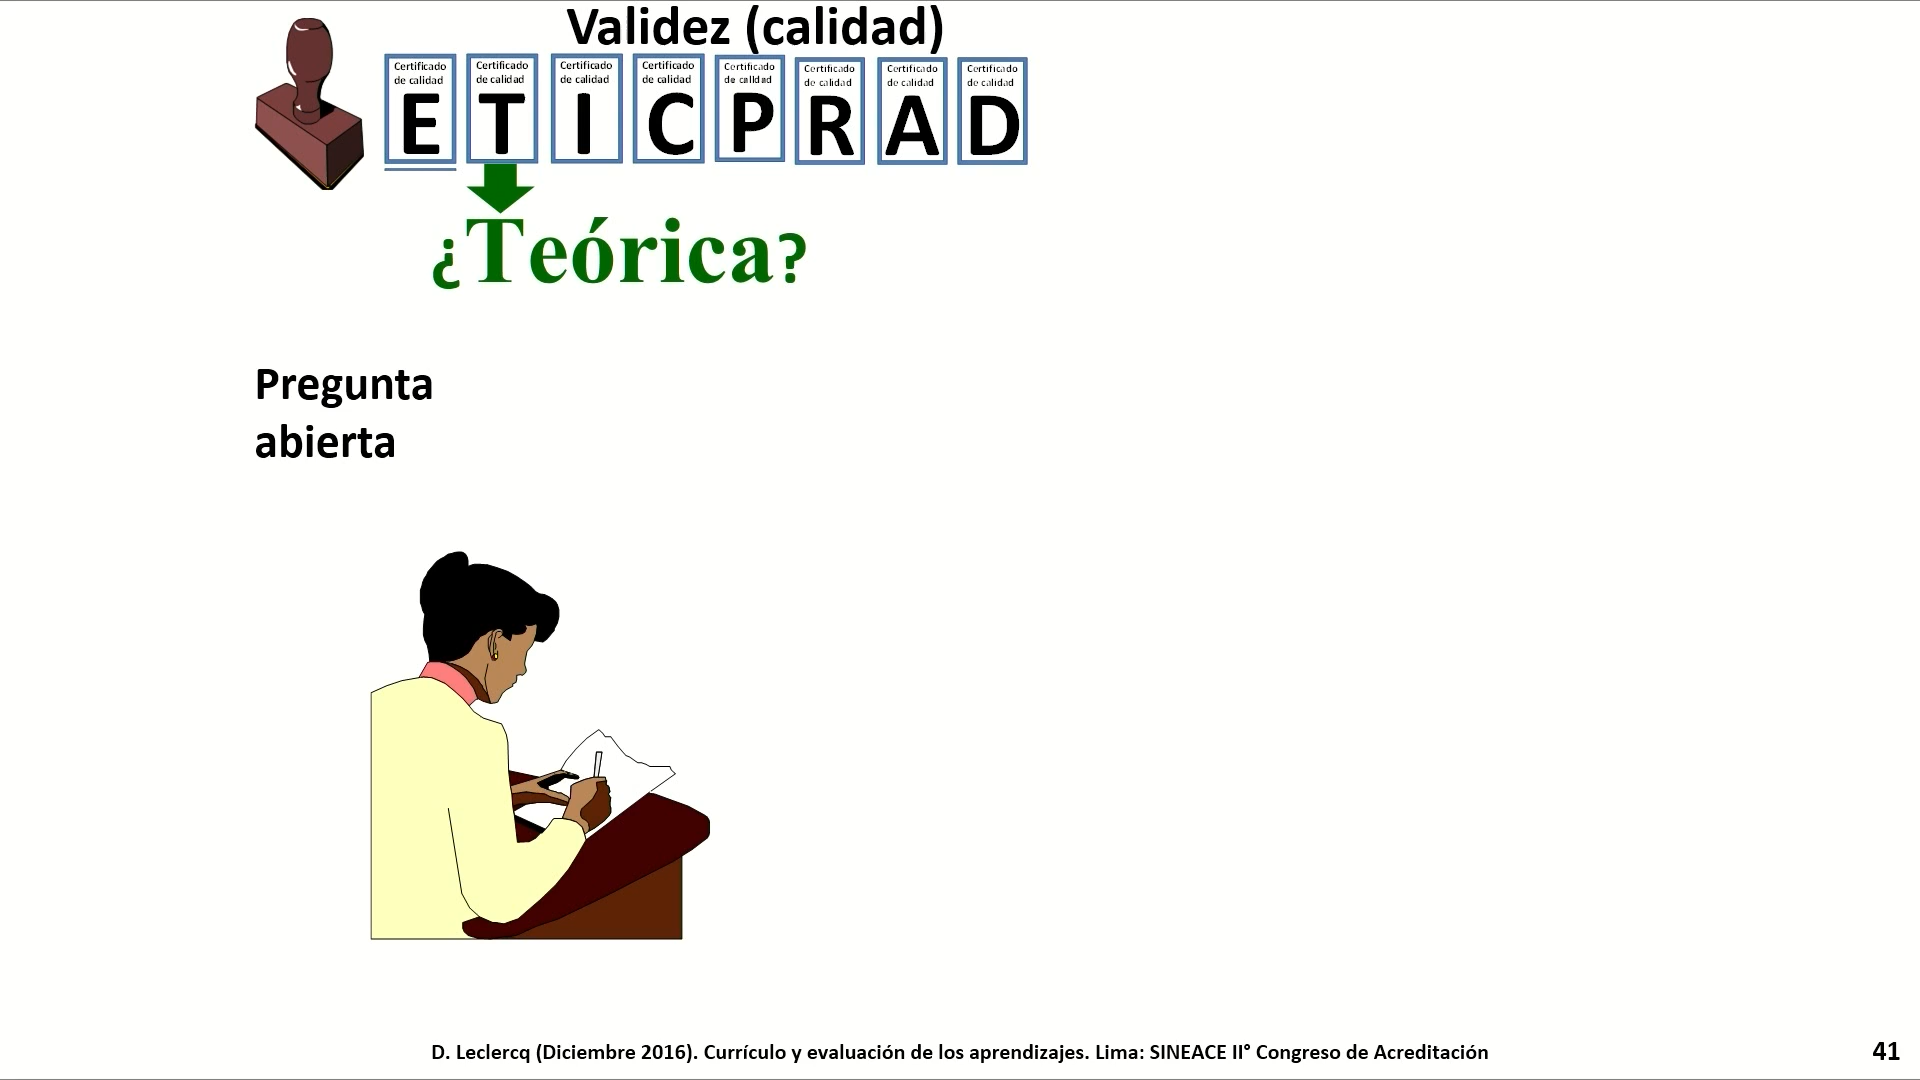 Validez (calidad)
Certificado Certificado Certificado Certificado Certificado Certificado Certificado Certificado
de calidad de calidad de calidad de calidad de calidad de calidad de calidad de calidad
E T I C P R A D
¿Teórica?
Pregunta
abierta
D. Leclercq (Diciembre 2016). Currículo y evaluación de los aprendizajes. Lima: SINEACE II° Congreso de Acreditación
41